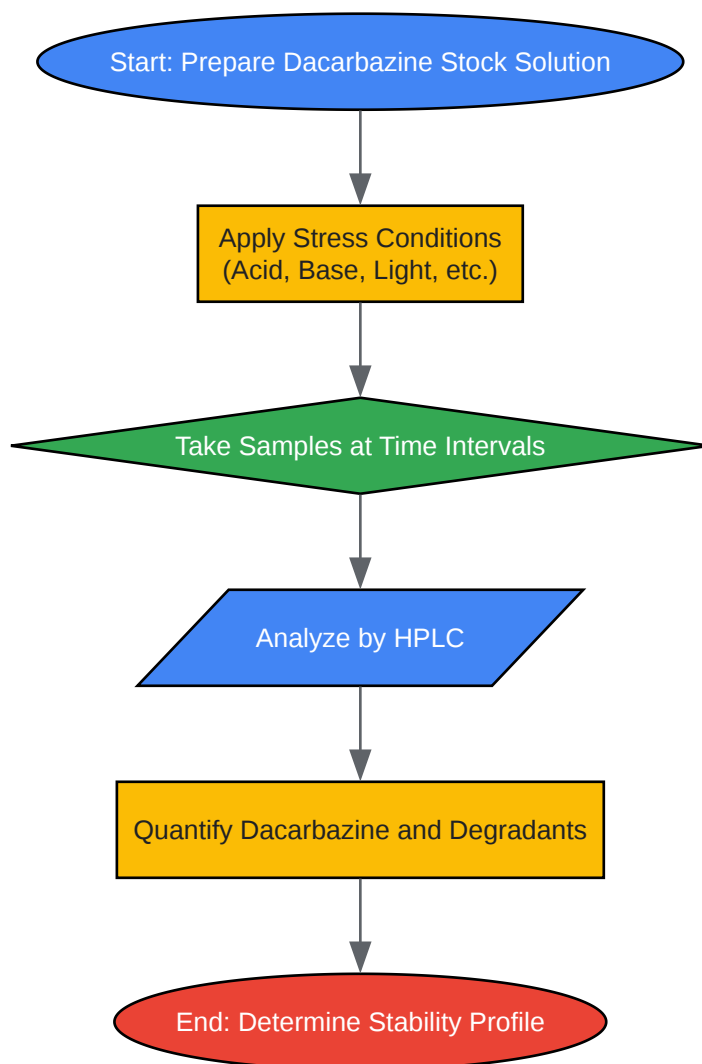 Start: Prepare Dacarbazine Stock Solution
Apply Stress Conditions
(Acid, Base, Light, etc.)
Take Samples at Time Intervals
Analyze by HPLC
Quantify Dacarbazine and Degradants
End: Determine Stability Profile